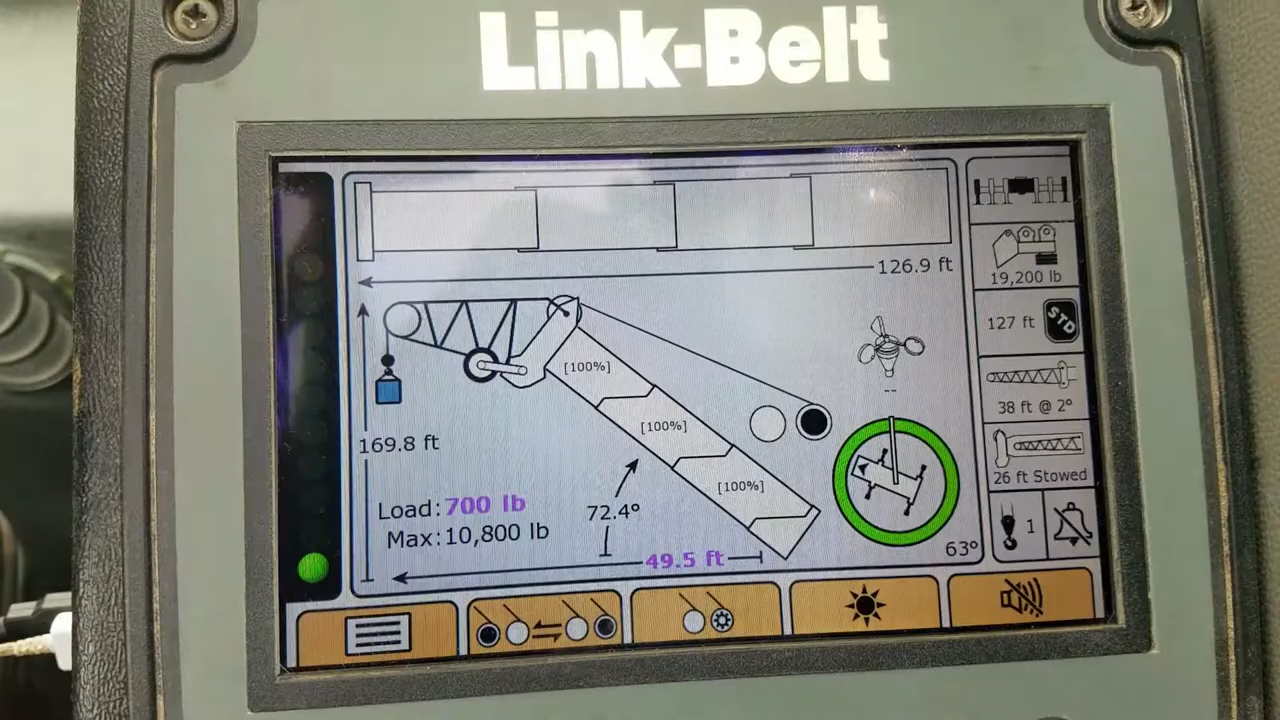 Link-Belt
126.9 ft
19,200 lb
127 ft STD
[100%]
38 ft @ 2°
--
[100%]
169.8 ft
26 ft Stowed
[100%]
Load: 700 lb
72.4°
Max: 10,800 lb
1
49.5 ft
63°